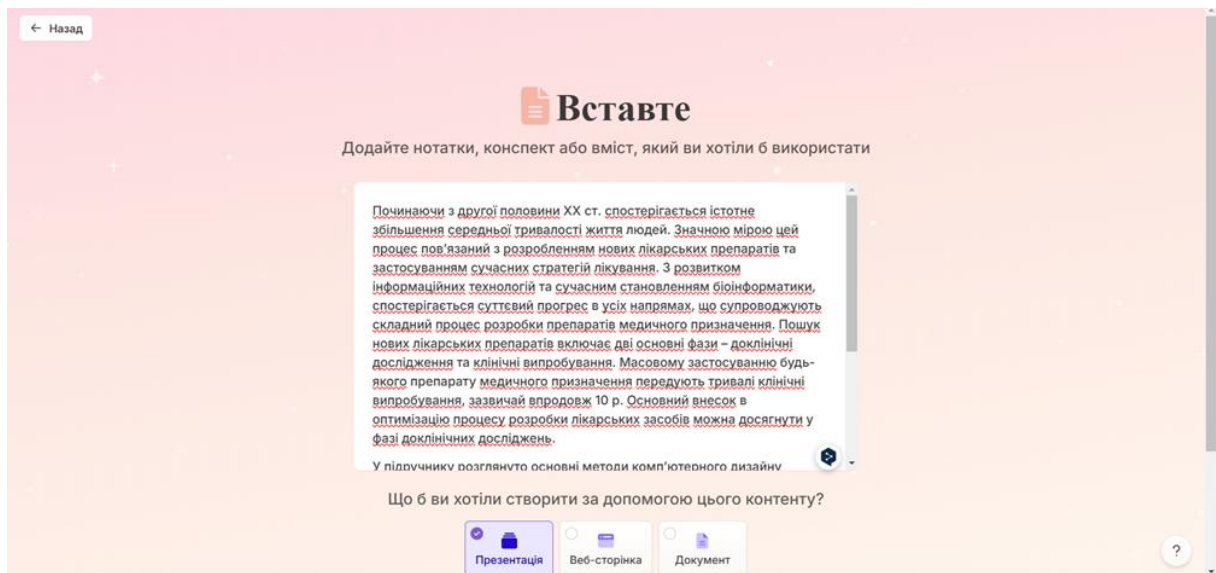 ← Назад
Вставте
Додайте нотатки, конспект або вміст, який ви хотіли б використати
Починаючи з другої половини ХХ ст. спостерігається істотне
збільшення середньої тривалості життя людей. Значною мірою цей
процес пов'язаний з розробленням нових лікарських препаратів та
застосуванням сучасних стратегій лікування. З розвитком
інформаційних технологій та сучасним становленням біоінформатики,
спостерігається суттєвий прогрес в усіх напрямах, що супроводжують
складний процес розробки препаратів медичного призначення. Пошук
нових лікарських препаратів включає дві основні фази – доклінічні
дослідження та клінічні випробування. Масовому застосуванню будь-
якого препарату медичного призначення передують тривалі клінічні
випробування, зазвичай впродовж 10 р. Основний внесок в
оптимізацію процесу розробки лікарських засобів можна досягнути у
фазі доклінічних досліджень.
У підручнику розглянуто основні методи комп'ютерного дизайну
Що б ви хотіли створити за допомогою цього контенту?
Презентація
Веб-сторінка
Документ
?